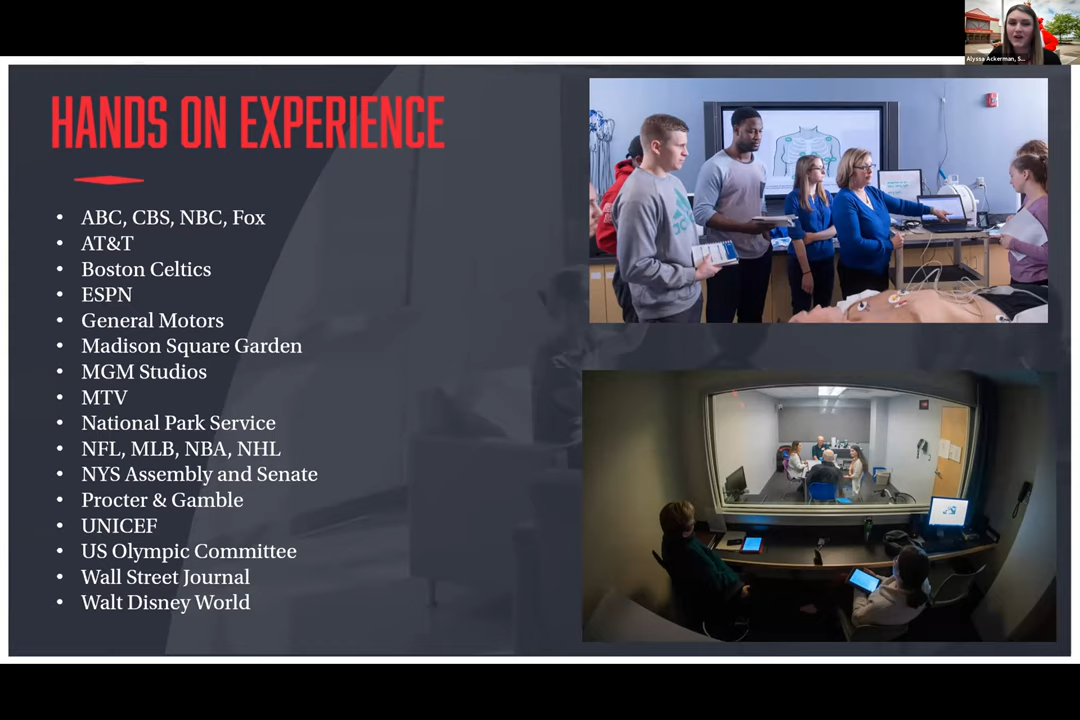 Alyssa Ackerman, S...
HANDS ON EXPERIENCE
• ABC, CBS, NBC, Fox
• AT&T
• Boston Celtics
• ESPN
• General Motors
• Madison Square Garden
• MGM Studios
• MTV
• National Park Service
• NFL, MLB, NBA, NHL
• NYS Assembly and Senate
• Procter & Gamble
• UNICEF
• US Olympic Committee
• Wall Street Journal
• Walt Disney World